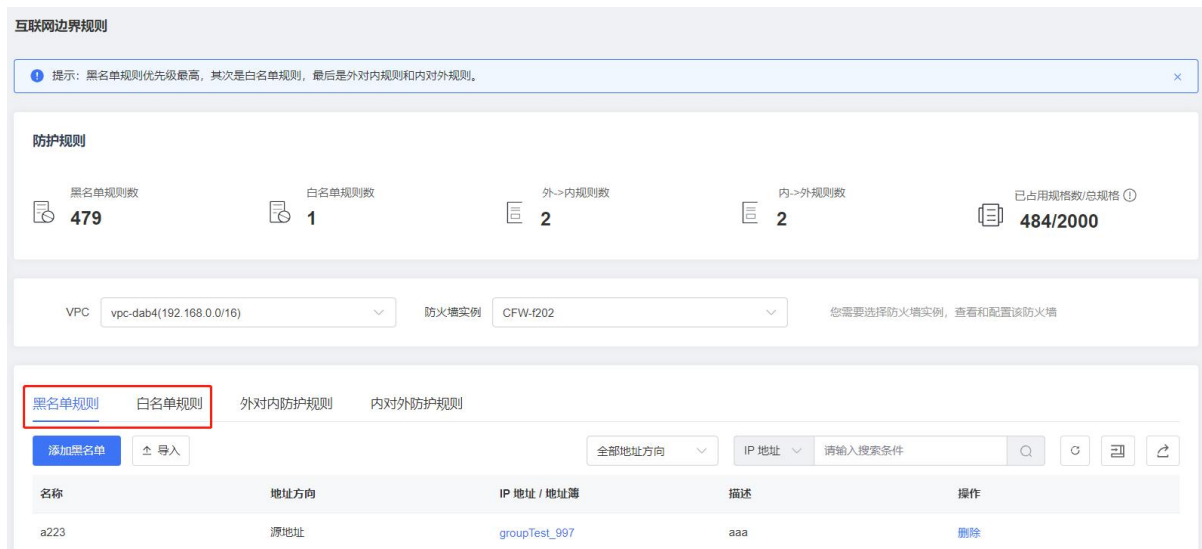 互联网边界规则
提示：黑名单规则优先级最高，其次是白名单规则，最后是外对内规则和内对外规则。
防护规则
黑名单规则数 白名单规则数 外->内规则数 内->外规则数 已占用规格数/总规格
479 1 2 2 484/2000
VPC vpc-dab4(192.168.0.0/16) 防火墙实例 CFW-f202 您需要选择防火墙实例，查看和配置该防火墙
黑名单规则 白名单规则 外对内防护规则 内对外防护规则
添加黑名单 导入 全部地址方向 IP 地址 请输入搜索条件
名称 地址方向 IP 地址 / 地址簿 描述 操作
a223 源地址 groupTest_997 aaa 删除